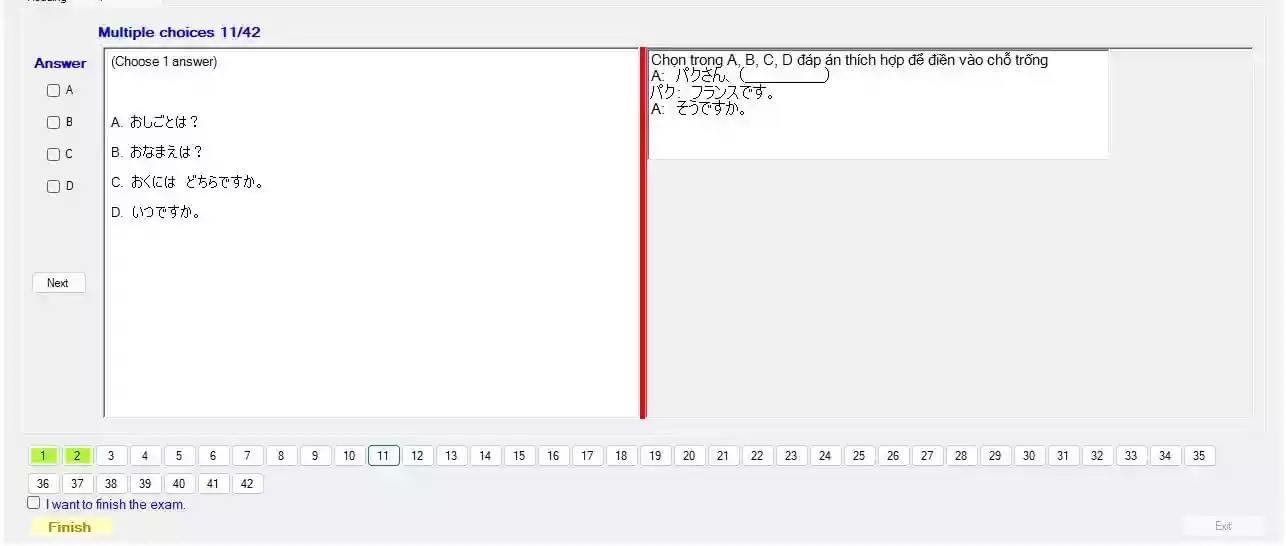 Multiple choices 11/42
Answer
A
B
C
D
Next
(Choose 1 answer)
A. おしごとは？
B. おなまえは？
C. おくには　どちらですか。
D. いつですか。
Chọn trong A, B, C, D đáp án thích hợp để điền vào chỗ trống
A: パクさん、(__________)
パク: フランスです。
A: そうですか。
1 2 3 4 5 6 7 8 9 10 11 12 13 14 15 16 17 18 19 20 21 22 23 24 25 26 27 28 29 30 31 32 33 34 35
36 37 38 39 40 41 42
I want to finish the exam.
Finish
Exit